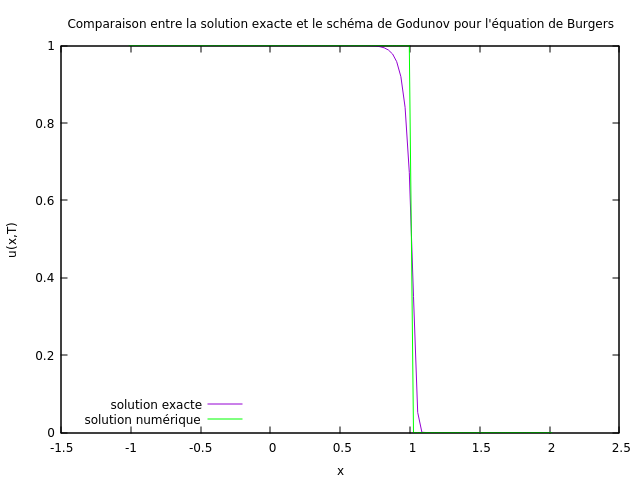 Comparaison entre la solution exacte et le schéma de Godunov pour l'équation de Burgers
1
0.8
0.6
0.4
0.2
0
u(x,T)
solution exacte
solution numérique
-1.5 -1 -0.5 0 0.5 1 1.5 2 2.5
x